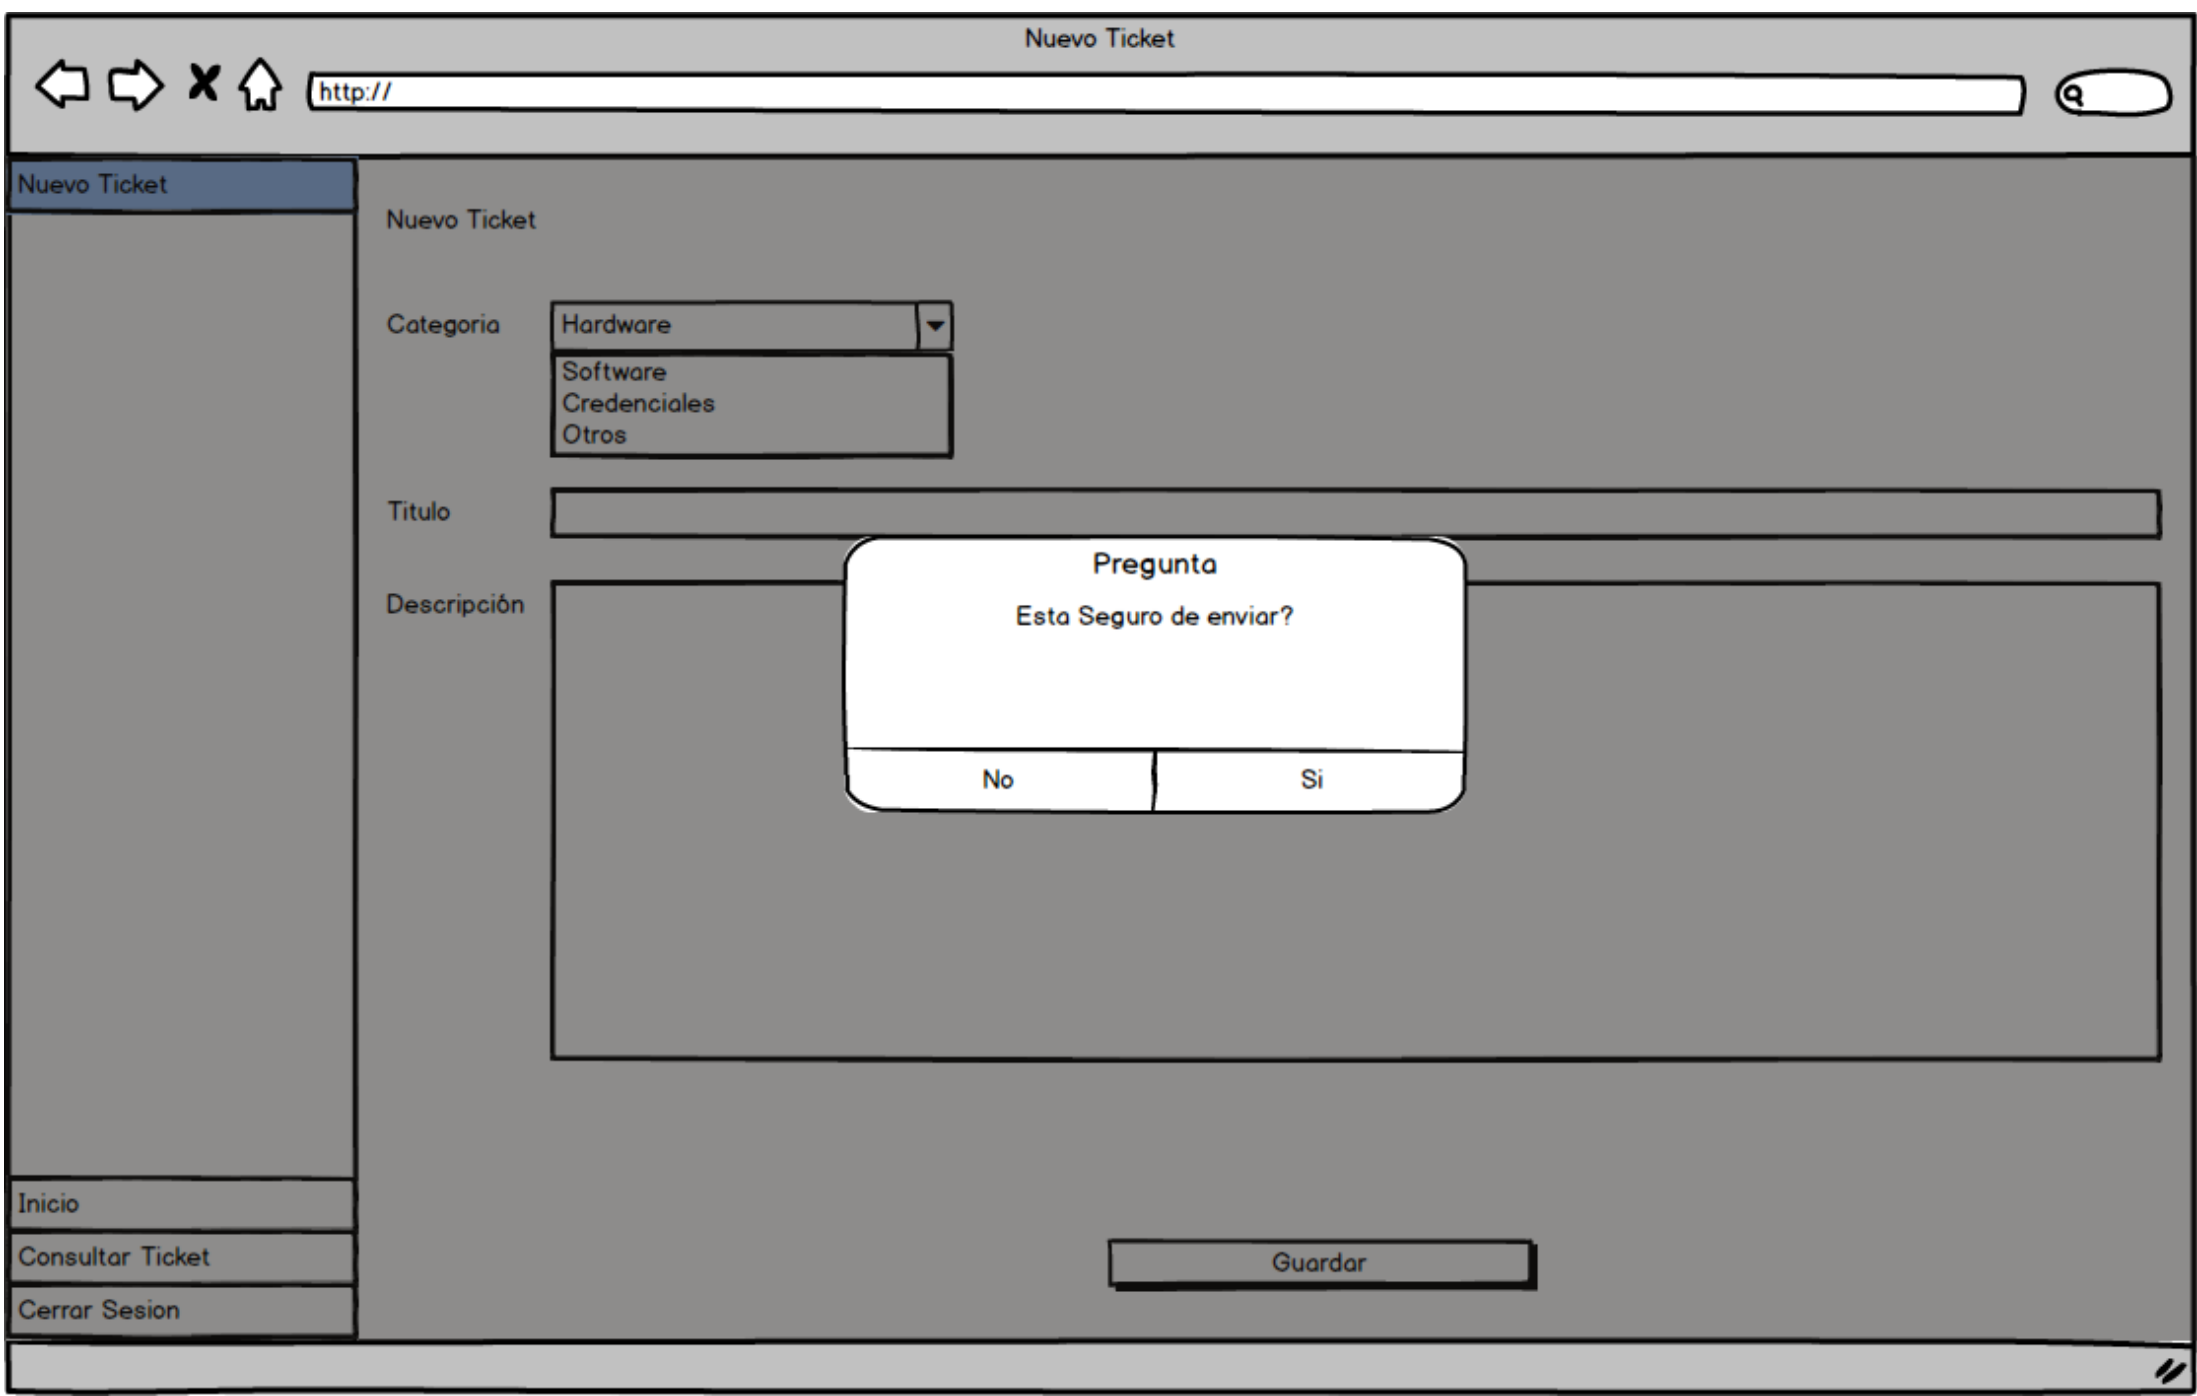 Nuevo Ticket
http://
Nuevo Ticket
Nuevo Ticket
Categoria
Hardware
Software
Credenciales
Otros
Titulo
Pregunta
Esta Seguro de enviar?
No
Si
Descripción
Inicio
Consultar Ticket
Cerrar Sesion
Guardar